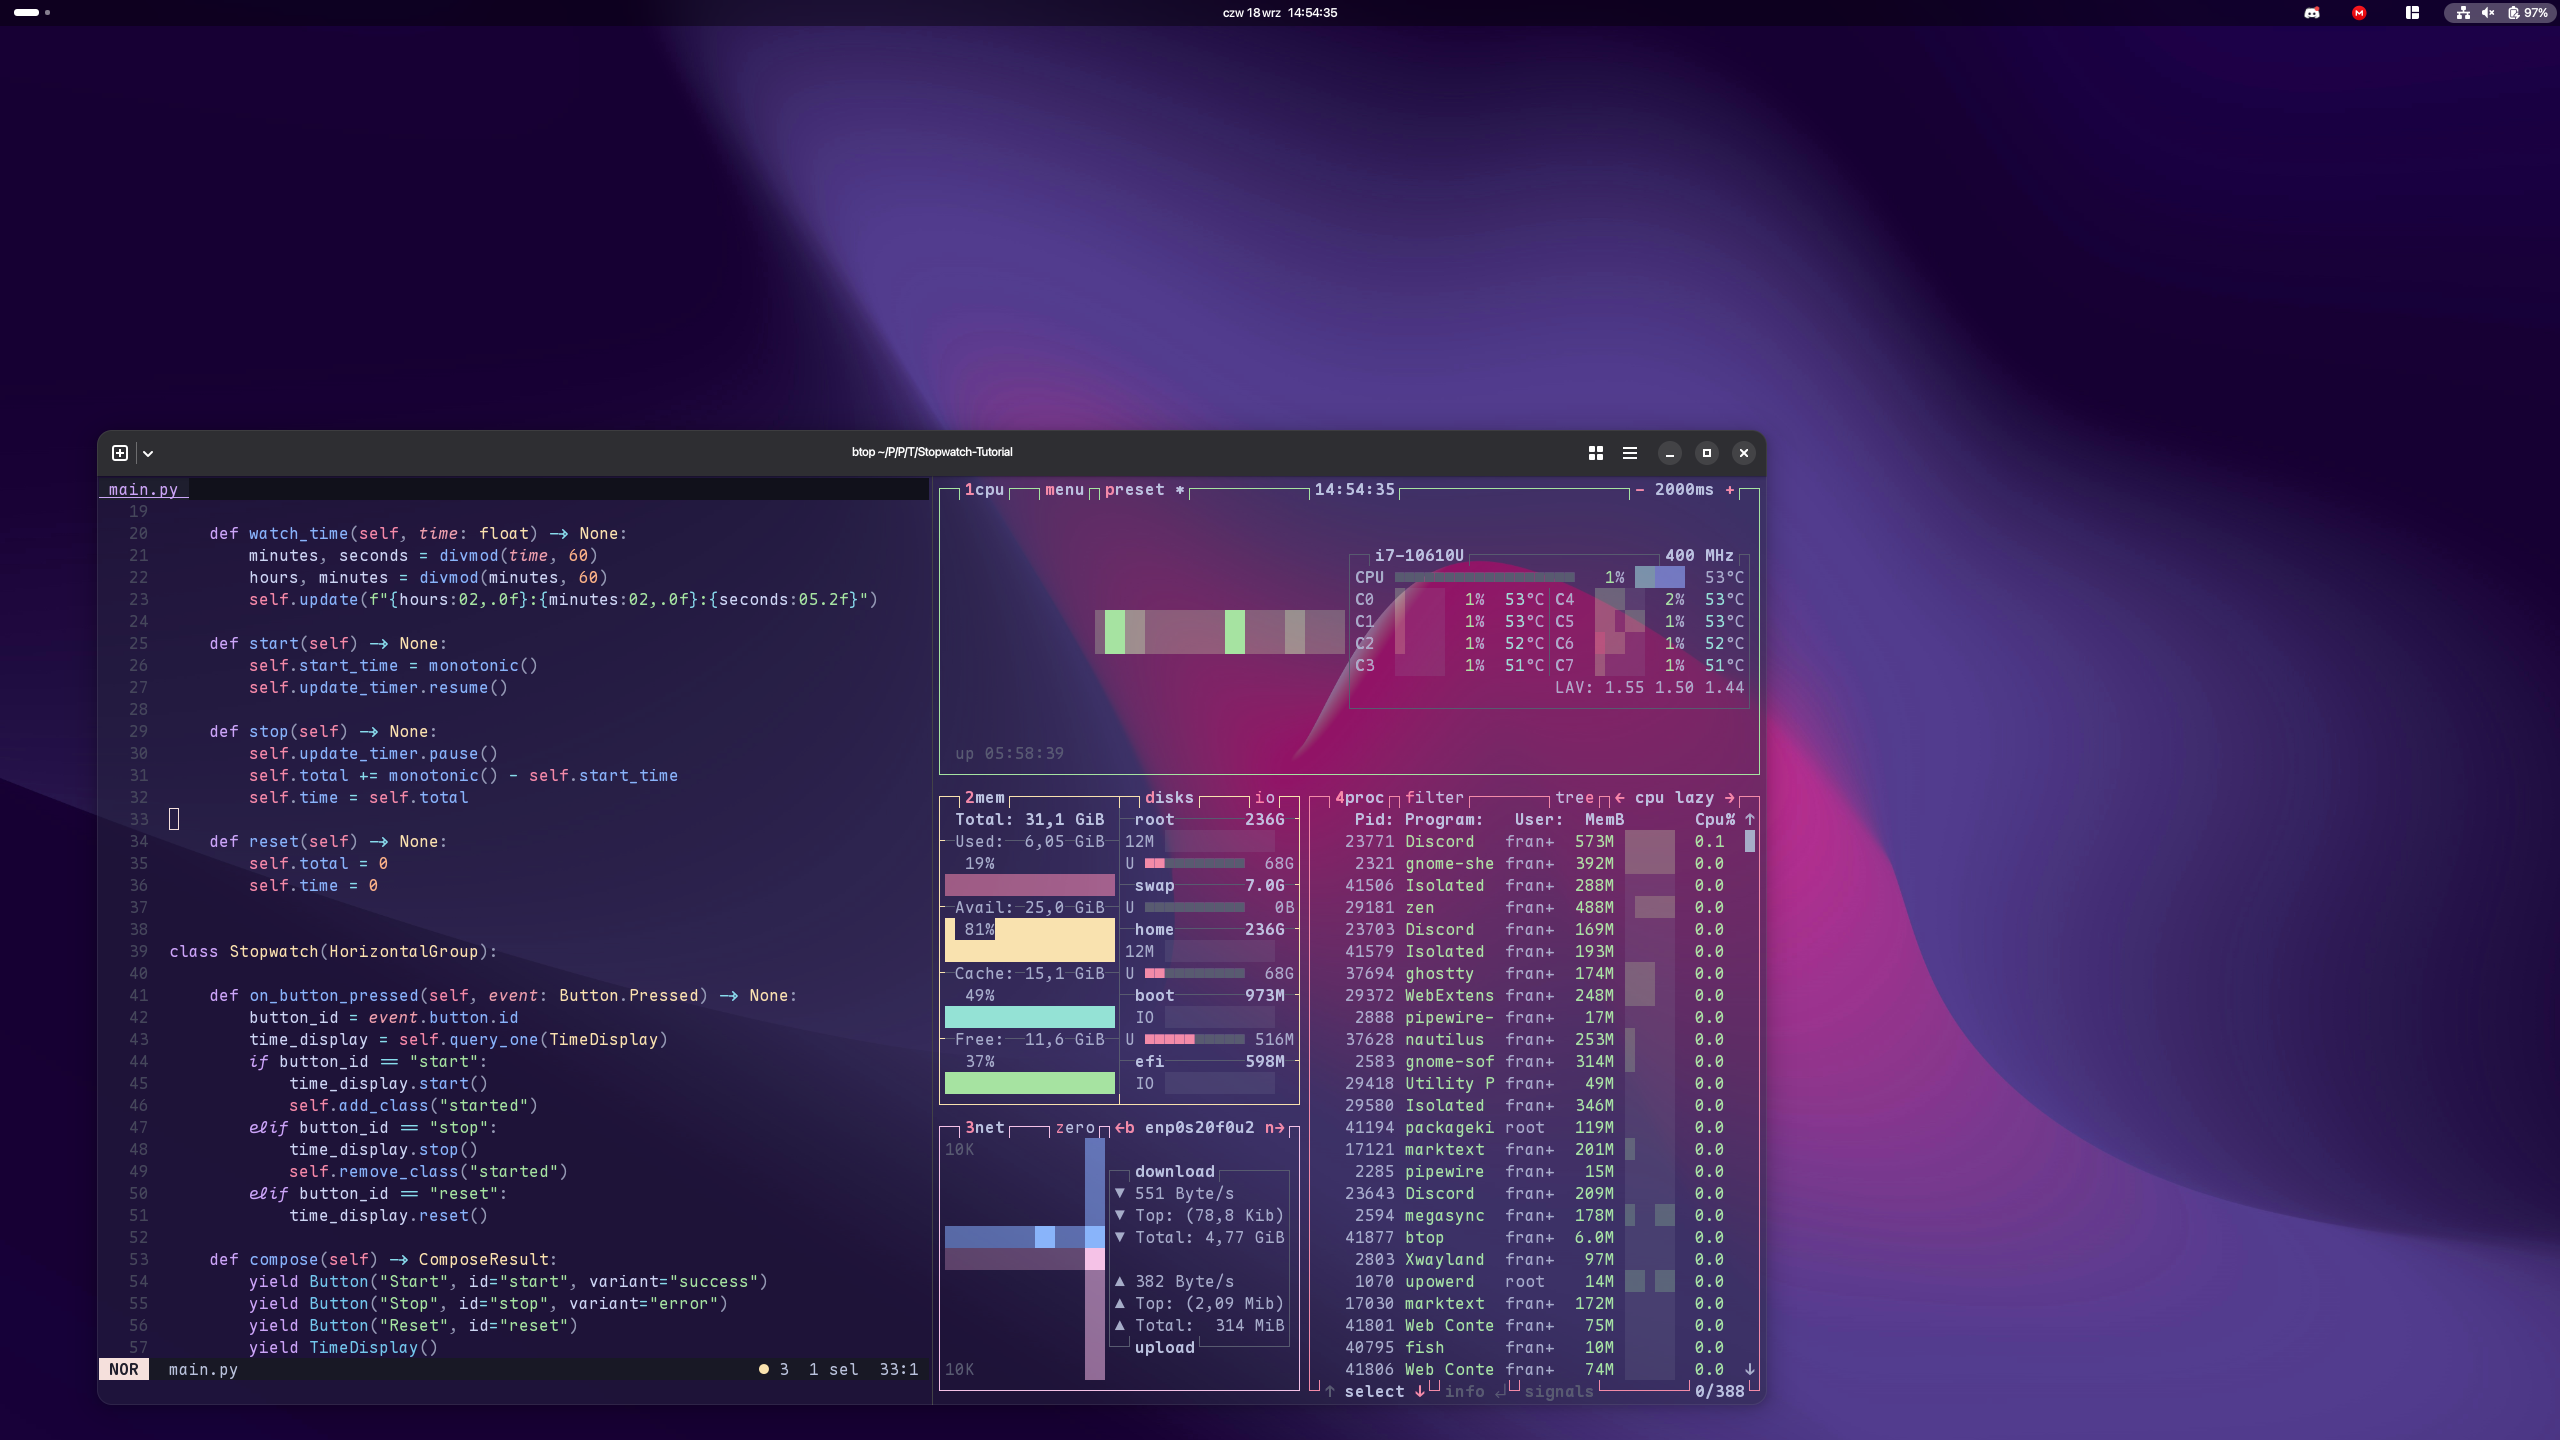 czw 18 wrz 14:54:35
97%
btop ~/P/P/T/Stopwatch-Tutorial
main.py
19
20 def watch_time(self, time: float) -> None:
21 minutes, seconds = divmod(time, 60)
22 hours, minutes = divmod(minutes, 60)
23 self.update(f"{hours:02,.0f}:{minutes:02,.0f}:{seconds:05.2f}")
24
25 def start(self) -> None:
26 self.start_time = monotonic()
27 self.update_timer.resume()
28
29 def stop(self) -> None:
30 self.update_timer.pause()
31 self.total += monotonic() - self.start_time
32 self.time = self.total
33
34 def reset(self) -> None:
35 self.total = 0
36 self.time = 0
37
38
39 class Stopwatch(HorizontalGroup):
40
41 def on_button_pressed(self, event: Button.Pressed) -> None:
42 button_id = event.button.id
43 time_display = self.query_one(TimeDisplay)
44 if button_id == "start":
45 time_display.start()
46 self.add_class("started")
47 elif button_id == "stop":
48 time_display.stop()
49 self.remove_class("started")
50 elif button_id == "reset":
51 time_display.reset()
52
53 def compose(self) -> ComposeResult:
54 yield Button("Start", id="start", variant="success")
55 yield Button("Stop", id="stop", variant="error")
56 yield Button("Reset", id="reset")
57 yield TimeDisplay()
NOR main.py ● 3 1 sel 33:1
1cpu menu preset * 14:54:35 - 2000ms +
i7-10610U 400 MHz
CPU 1% 53°C
C0 1% 53°C C4 2% 53°C
C1 1% 53°C C5 1% 53°C
C2 1% 52°C C6 1% 52°C
C3 1% 51°C C7 1% 51°C
LAV: 1.55 1.50 1.44
up 05:58:39
2mem disks io
Total: 31,1 GiB root 236G
Used: 6,05 GiB 12M
19% U 68G
swap 7.0G
Avail: 25,0 GiB U 0B
81% home 236G
12M
Cache: 15,1 GiB U 68G
49% boot 973M
IO
Free: 11,6 GiB U 516M
37% efi 598M
IO
3net zero ←b enp0s20f0u2 n→
10K
download
▼ 551 Byte/s
▼ Top: (78,8 Kib)
▼ Total: 4,77 GiB
▲ 382 Byte/s
▲ Top: (2,09 Mib)
▲ Total: 314 MiB
upload
10K
4proc filter tree ← cpu lazy →
Pid: Program: User: MemB Cpu% ↑
23771 Discord fran+ 573M 0.1
2321 gnome-she fran+ 392M 0.0
41506 Isolated fran+ 288M 0.0
29181 zen fran+ 488M 0.0
23703 Discord fran+ 169M 0.0
41579 Isolated fran+ 193M 0.0
37694 ghostty fran+ 174M 0.0
29372 WebExtens fran+ 248M 0.0
2888 pipewire- fran+ 17M 0.0
37628 nautilus fran+ 253M 0.0
2583 gnome-sof fran+ 314M 0.0
29418 Utility P fran+ 49M 0.0
29580 Isolated fran+ 346M 0.0
41194 packageki root 119M 0.0
17121 marktext fran+ 201M 0.0
2285 pipewire fran+ 15M 0.0
23643 Discord fran+ 209M 0.0
2594 megasync fran+ 178M 0.0
41877 btop fran+ 6.0M 0.0
2803 Xwayland fran+ 97M 0.0
1070 upowerd root 14M 0.0
17030 marktext fran+ 172M 0.0
41801 Web Conte fran+ 75M 0.0
40795 fish fran+ 10M 0.0
41806 Web Conte fran+ 74M 0.0 ↓
↑ select ↓ info ↵ signals 0/388